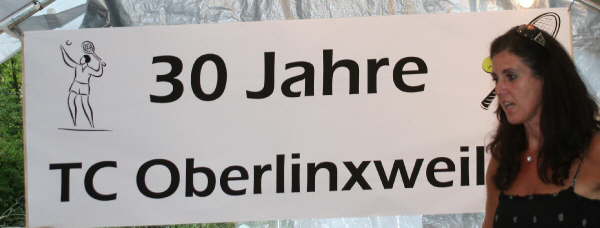 30 Jahre
TC Oberlinxweil